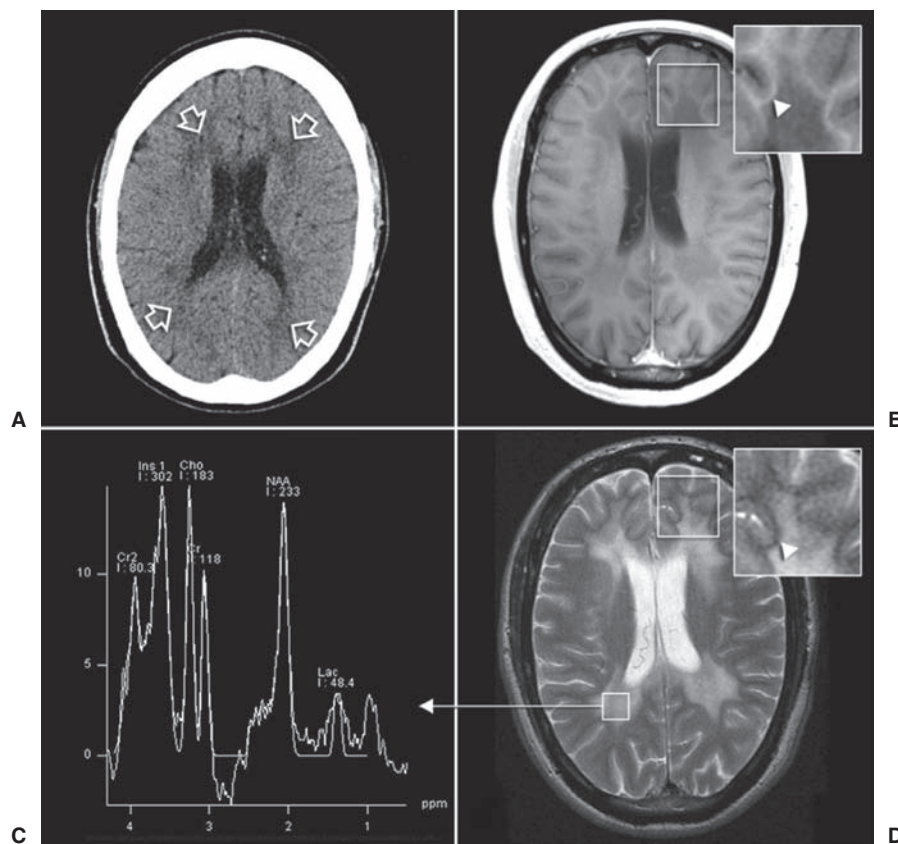 A
B
Ins 1
I : 302
Cho
I : 183
NAA
I : 233
Cr2
I : 80.3
Cr
118
Lac
I : 48.4
10
5
0
4
3
2
1
ppm
C
D